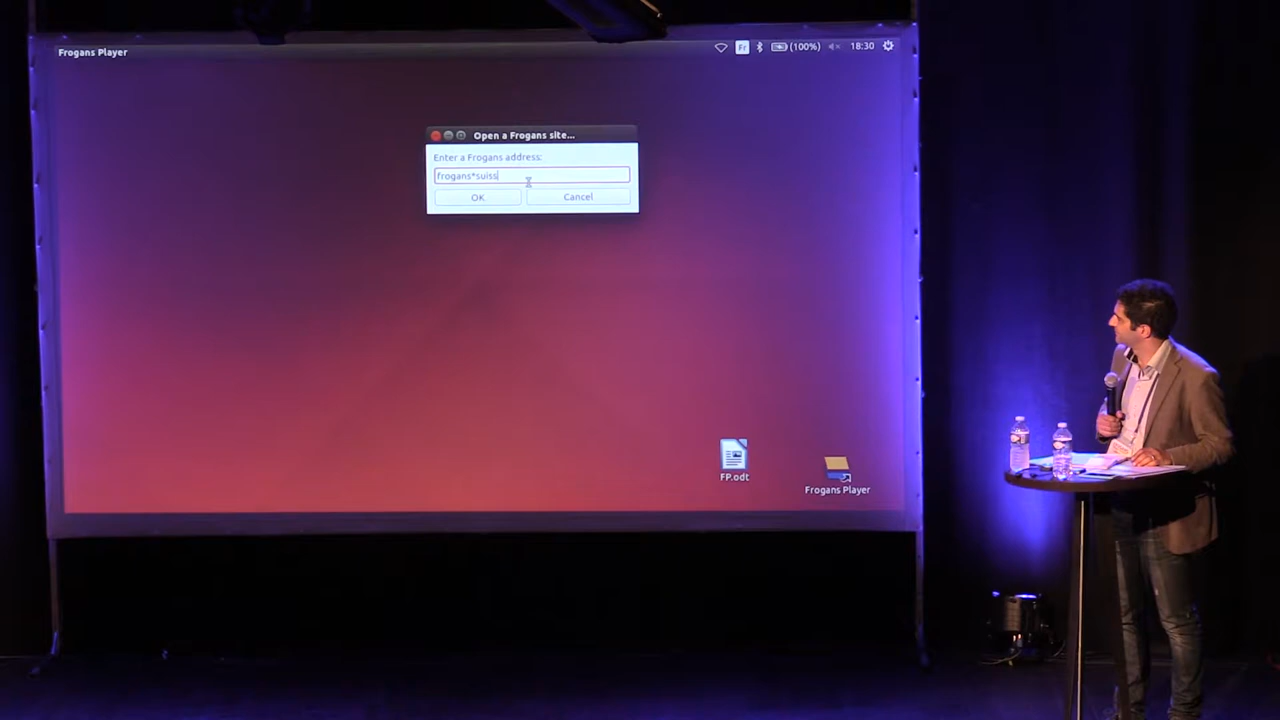 Frogans Player
Fr
(100%)
18:30
Open a Frogans site...
Enter a Frogans address:
frogans*suiss
OK
Cancel
FP.odt
Frogans Player